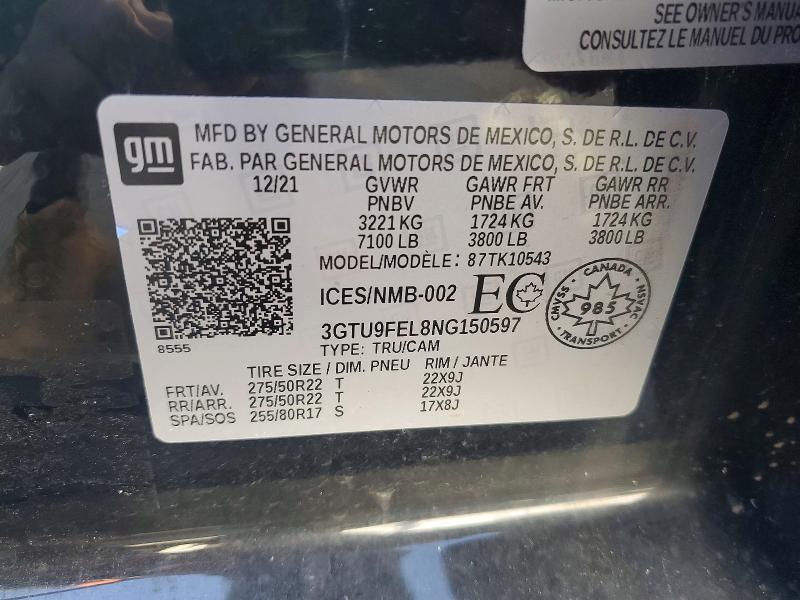 SEE OWNER'S MANUA
CONSULTEZ LE MANUEL DU PRO
gm
MFD BY GENERAL MOTORS DE MEXICO, S. DE R.L. DE C.V.
FAB. PAR GENERAL MOTORS DE MEXICO, S. DE R.L. DE C.V.
12/21 GVWR GAWR FRT GAWR RR
PNBV PNBE AV. PNBE ARR.
3221 KG 1724 KG 1724 KG
7100 LB 3800 LB 3800 LB
MODEL/MODÈLE: 87TK10543
ICES/NMB-002 EC
CANADA
CMVSS 985 NSVAC
TRANSPORT
3GTU9FEL8NG150597
8555
TYPE: TRU/CAM
TIRE SIZE / DIM. PNEU RIM / JANTE
FRT/AV. 275/50R22 T 22X9J
RR/ARR. 275/50R22 T 22X9J
SPA/SOS 255/80R17 S 17X8J